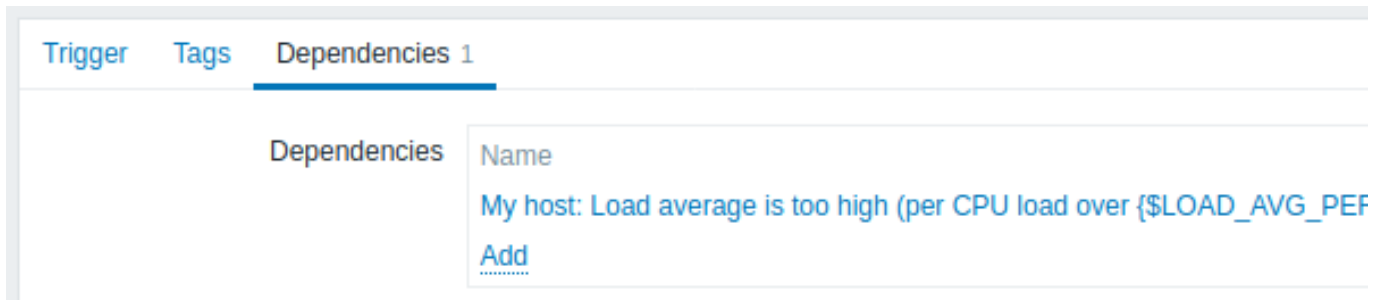 Trigger Tags Dependencies 1
Dependencies Name
My host: Load average is too high (per CPU load over {$LOAD_AVG_PER
Add